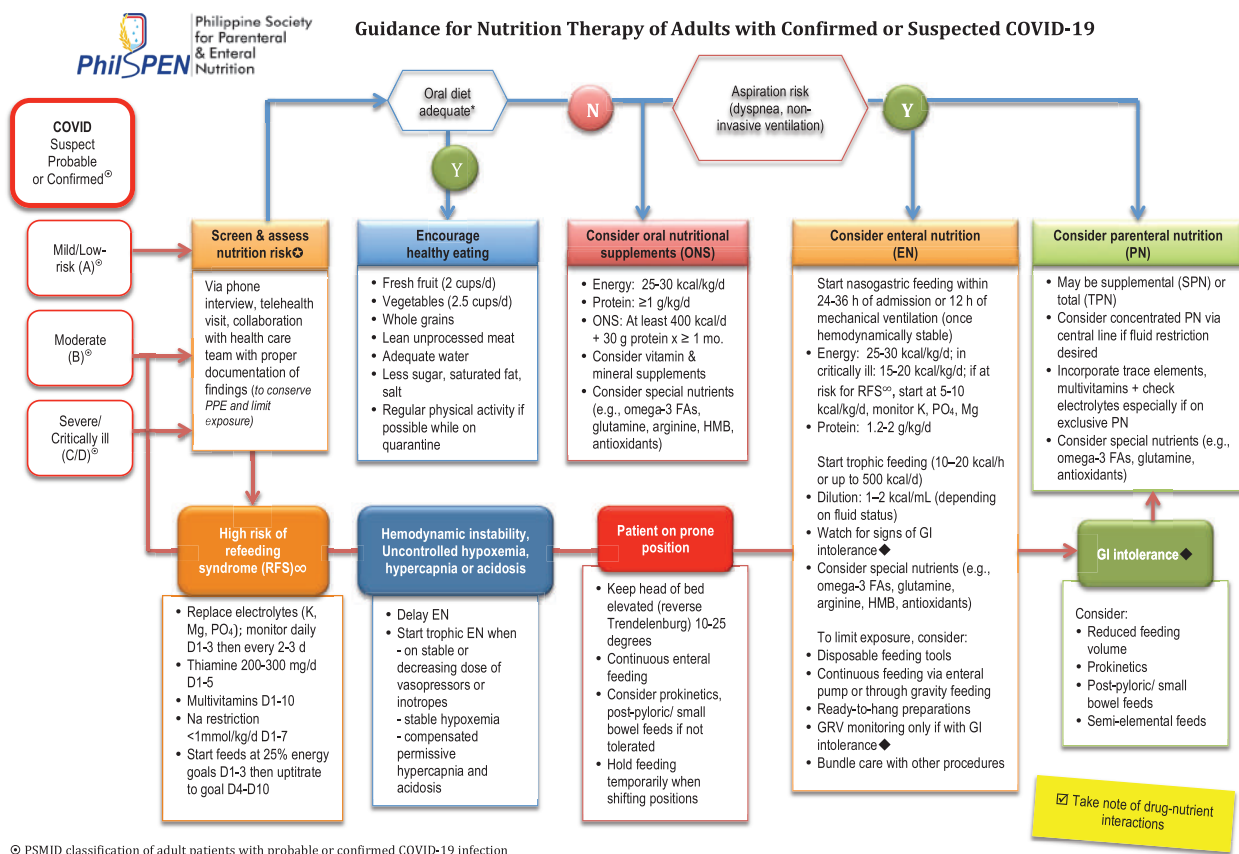 PhilSPEN
Philippine Society
for Parenteral
& Enteral
Nutrition
Guidance for Nutrition Therapy of Adults with Confirmed or Suspected COVID-19
COVID
Suspect
Probable
or Confirmed⦿
Mild/Low-
risk (A)⦿
Moderate
(B)⦿
Severe/
Critically ill
(C/D)⦿
Oral diet
adequate*
N
Y
Aspiration risk
(dyspnea, non-
invasive ventilation)
Y
Screen & assess
nutrition risk✪
Via phone
interview, telehealth
visit, collaboration
with health care
team with proper
documentation of
findings (to conserve
PPE and limit
exposure)
Encourage
healthy eating
• Fresh fruit (2 cups/d)
• Vegetables (2.5 cups/d)
• Whole grains
• Lean unprocessed meat
• Adequate water
• Less sugar, saturated fat,
salt
• Regular physical activity if
possible while on
quarantine
Consider oral nutritional
supplements (ONS)
• Energy: 25-30 kcal/kg/d
• Protein: ≥1 g/kg/d
• ONS: At least 400 kcal/d
+ 30 g protein x ≥ 1 mo.
• Consider vitamin &
mineral supplements
• Consider special nutrients
(e.g., omega-3 FAs,
glutamine, arginine, HMB,
antioxidants)
Consider enteral nutrition
(EN)
Start nasogastric feeding within
24-36 h of admission or 12 h of
mechanical ventilation (once
hemodynamically stable)
• Energy: 25-30 kcal/kg/d; in
critically ill: 15-20 kcal/kg/d; if at
risk for RFS∞, start at 5-10
kcal/kg/d, monitor K, PO₄, Mg
• Protein: 1.2-2 g/kg/d
Start trophic feeding (10–20 kcal/h
or up to 500 kcal/d)
• Dilution: 1–2 kcal/mL (depending
on fluid status)
• Watch for signs of GI
intolerance◆
• Consider special nutrients (e.g.,
omega-3 FAs, glutamine,
arginine, HMB, antioxidants)
To limit exposure, consider:
• Disposable feeding tools
• Continuous feeding via enteral
pump or through gravity feeding
• Ready-to-hang preparations
• GRV monitoring only if with GI
intolerance◆
• Bundle care with other procedures
Consider parenteral nutrition
(PN)
• May be supplemental (SPN) or
total (TPN)
• Consider concentrated PN via
central line if fluid restriction
desired
• Incorporate trace elements,
multivitamins + check
electrolytes especially if on
exclusive PN
• Consider special nutrients (e.g.,
omega-3 FAs, glutamine,
antioxidants)
High risk of
refeeding
syndrome (RFS)∞
• Replace electrolytes (K,
Mg, PO₄); monitor daily
D1-3 then every 2-3 d
• Thiamine 200-300 mg/d
D1-5
• Multivitamins D1-10
• Na restriction
<1mmol/kg/d D1-7
• Start feeds at 25% energy
goals D1-3 then uptitrate
to goal D4-D10
Hemodynamic instability,
Uncontrolled hypoxemia,
hypercapnia or acidosis
• Delay EN
• Start trophic EN when
- on stable or
decreasing dose of
vasopressors or
inotropes
- stable hypoxemia
- compensated
permissive
hypercapnia and
acidosis
Patient on prone
position
• Keep head of bed
elevated (reverse
Trendelenburg) 10-25
degrees
• Continuous enteral
feeding
• Consider prokinetics,
post-pyloric/ small
bowel feeds if not
tolerated
• Hold feeding
temporarily when
shifting positions
GI intolerance◆
Consider:
• Reduced feeding
volume
• Prokinetics
• Post-pyloric/ small
bowel feeds
• Semi-elemental feeds
☑ Take note of drug-nutrient
interactions
⦿ PSMID classification of adult patients with probable or confirmed COVID-19 infection